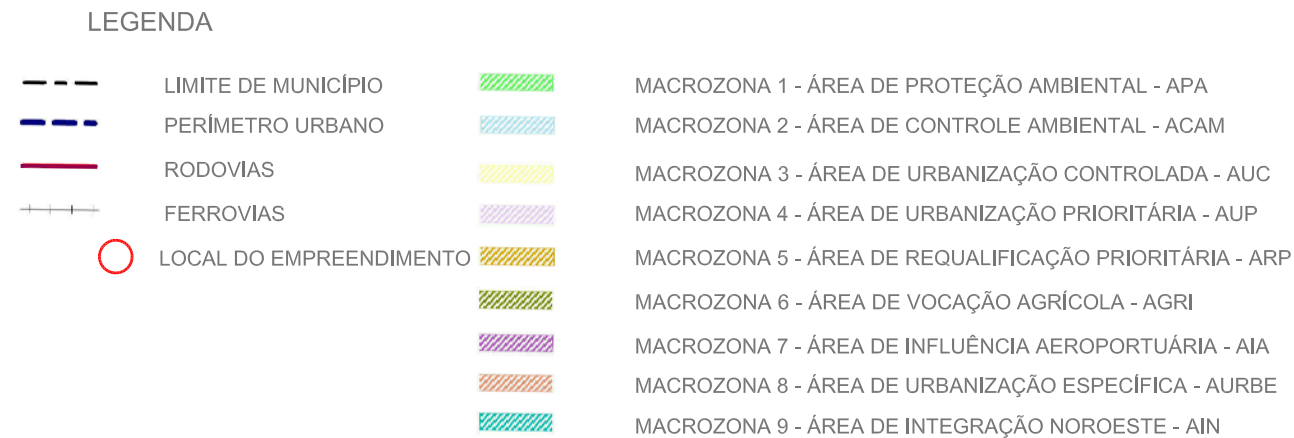 LEGENDA
LIMITE DE MUNICÍPIO
PERÍMETRO URBANO
RODOVIAS
FERROVIAS
LOCAL DO EMPREENDIMENTO
MACROZONA 1 - ÁREA DE PROTEÇÃO AMBIENTAL - APA
MACROZONA 2 - ÁREA DE CONTROLE AMBIENTAL - ACAM
MACROZONA 3 - ÁREA DE URBANIZAÇÃO CONTROLADA - AUC
MACROZONA 4 - ÁREA DE URBANIZAÇÃO PRIORITÁRIA - AUP
MACROZONA 5 - ÁREA DE REQUALIFICAÇÃO PRIORITÁRIA - ARP
MACROZONA 6 - ÁREA DE VOCAÇÃO AGRÍCOLA - AGRI
MACROZONA 7 - ÁREA DE INFLUÊNCIA AEROPORTUÁRIA - AIA
MACROZONA 8 - ÁREA DE URBANIZAÇÃO ESPECÍFICA - AURBE
MACROZONA 9 - ÁREA DE INTEGRAÇÃO NOROESTE - AIN